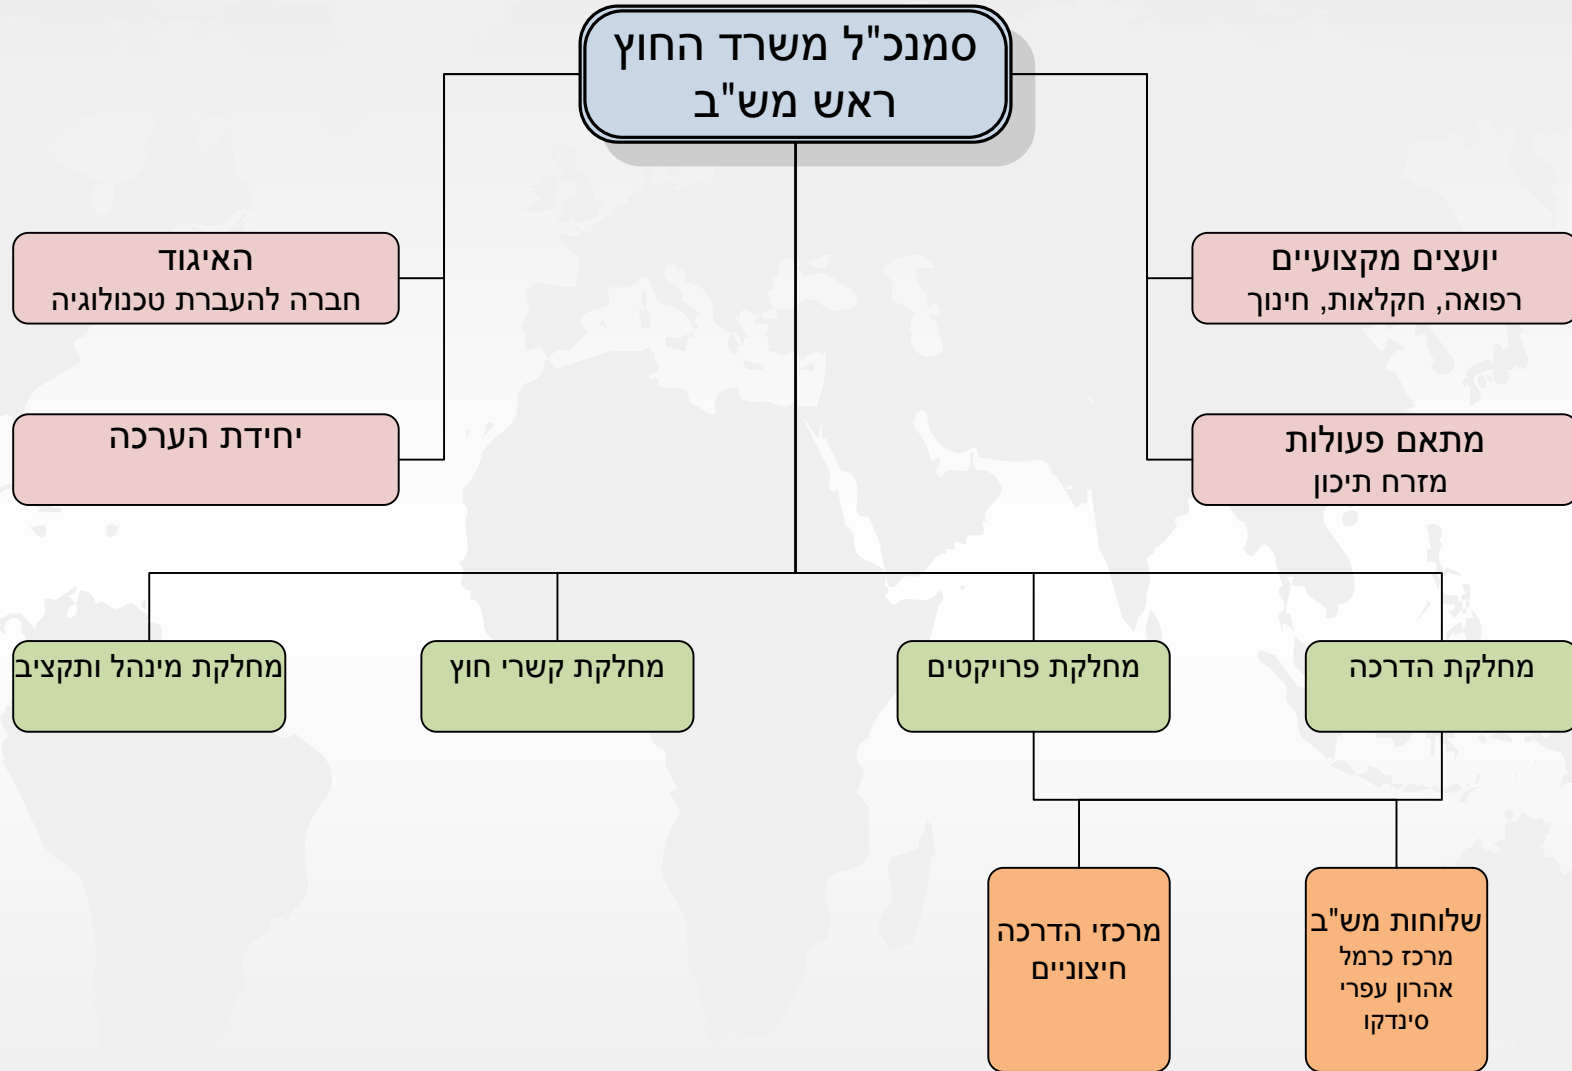 סמנכ"ל משרד החוץ
ראש מש"ב
יועצים מקצועיים
רפואה, חקלאות, חינוך
האיגוד
חברה להעברת טכנולוגיה
מתאם פעולות
מזרח תיכון
יחידת הערכה
מחלקת הדרכה
מחלקת פרויקטים
מחלקת קשרי חוץ
מחלקת מינהל ותקציב
שלוחות מש"ב
מרכז כרמל
אהרון עפרי
סינדקו
מרכזי הדרכה
חיצוניים